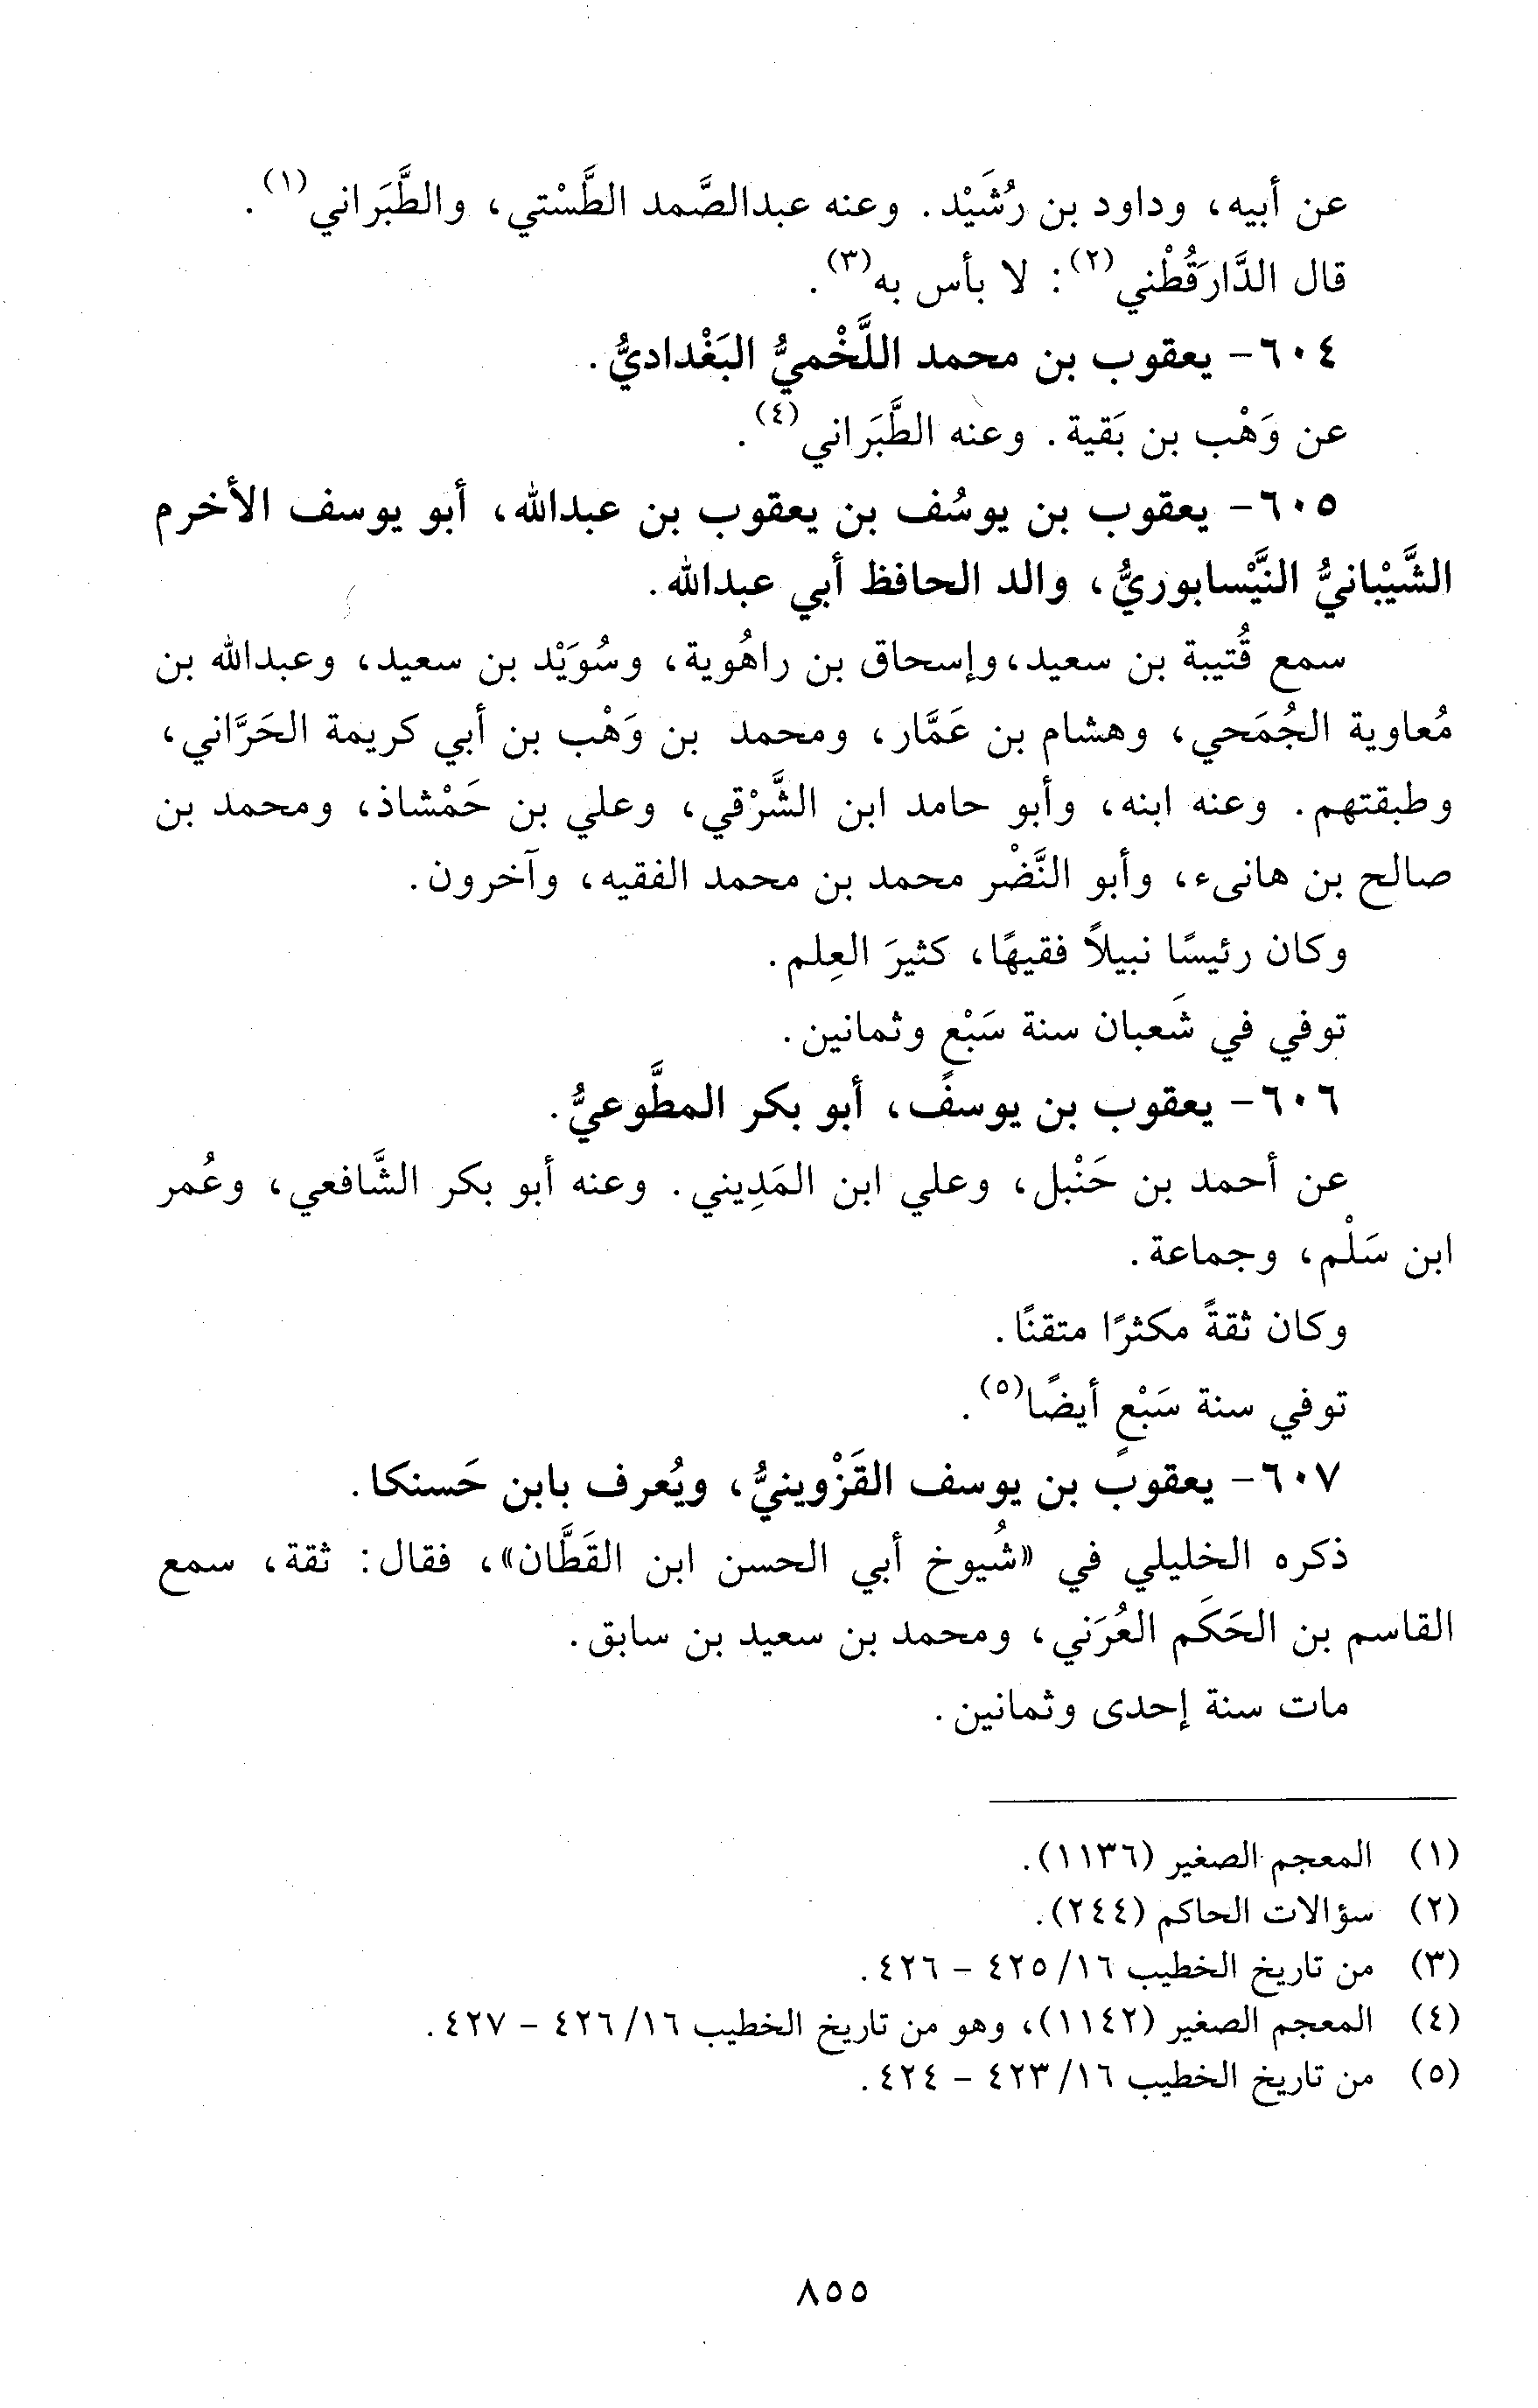 عن أبيه، وداود بن رُشَيْد. وعنه عبدالصَّمد الطَّسْتي، والطَّبَراني(١).
قال الدَّارَقُطْني(٢): لا بأس به(٣).
٦٠٤- يعقوب بن محمد اللَّخْميُّ البَغْداديُّ.
عن وَهْب بن بَقية. وعنه الطَّبَراني(٤).
٦٠٥- يعقوب بن يوسُف بن يعقوب بن عبدالله، أبو يوسف الأخرم
الشَّيْبانيُّ النَّيْسابوريُّ، والد الحافظ أبي عبدالله.
سمع قُتيبة بن سعيد، وإسحاق بن راهُوية، وسُوَيْد بن سعيد، وعبدالله بن
مُعاوية الجُمَحي، وهشام بن عَمَّار، ومحمد بن وَهْب بن أبي كريمة الحَرَّاني،
وطبقتهم. وعنه ابنه، وأبو حامد ابن الشَّرْقي، وعلي بن حَمْشاذ، ومحمد بن
صالح بن هانىء، وأبو النَّضْر محمد بن محمد الفقيه، وآخرون.
وكان رئيسًا نبيلاً فقيهًا، كثيرَ العِلم.
توفي في شَعبان سنة سَبْعٍ وثمانين.
٦٠٦- يعقوب بن يوسف، أبو بكر المطَّوعيُّ.
عن أحمد بن حَنْبل، وعلي ابن المَدِيني. وعنه أبو بكر الشَّافعي، وعُمر
ابن سَلْم، وجماعة.
وكان ثقةً مكثرًا متقنًا.
توفي سنة سَبْعٍ أيضًا(٥).
٦٠٧- يعقوب بن يوسف القَزْوينيُّ، ويُعرف بابن حَسنكا.
ذكره الخليلي في «شُيوخ أبي الحسن ابن القَطَّان»، فقال: ثقة، سمع
القاسم بن الحَكَم العُرَني، ومحمد بن سعيد بن سابق.
مات سنة إحدى وثمانين.
(١) المعجم الصغير (١١٣٦).
(٢) سؤالات الحاكم (٢٤٤).
(٣) من تاريخ الخطيب ١٦/ ٤٢٥ - ٤٢٦.
(٤) المعجم الصغير (١١٤٢)، وهو من تاريخ الخطيب ١٦/ ٤٢٦ - ٤٢٧.
(٥) من تاريخ الخطيب ١٦/ ٤٢٣ - ٤٢٤.
٨٥٥